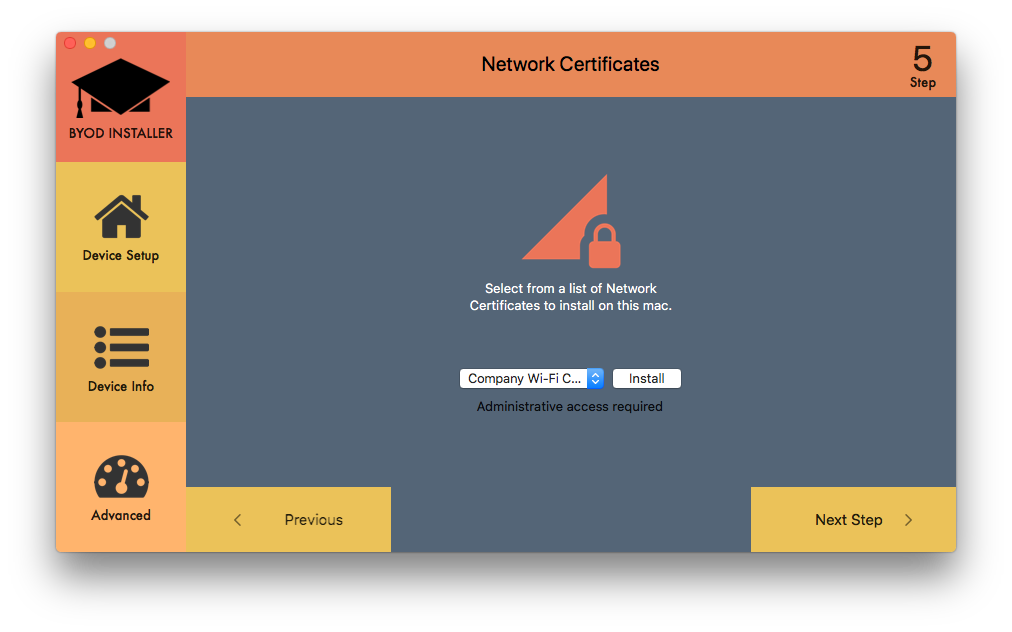 Network Certificates
5
Step
BYOD INSTALLER
Device Setup
Device Info
Advanced
Select from a list of Network
Certificates to install on this mac.
Company Wi-Fi C...
Install
Administrative access required
Previous
Next Step